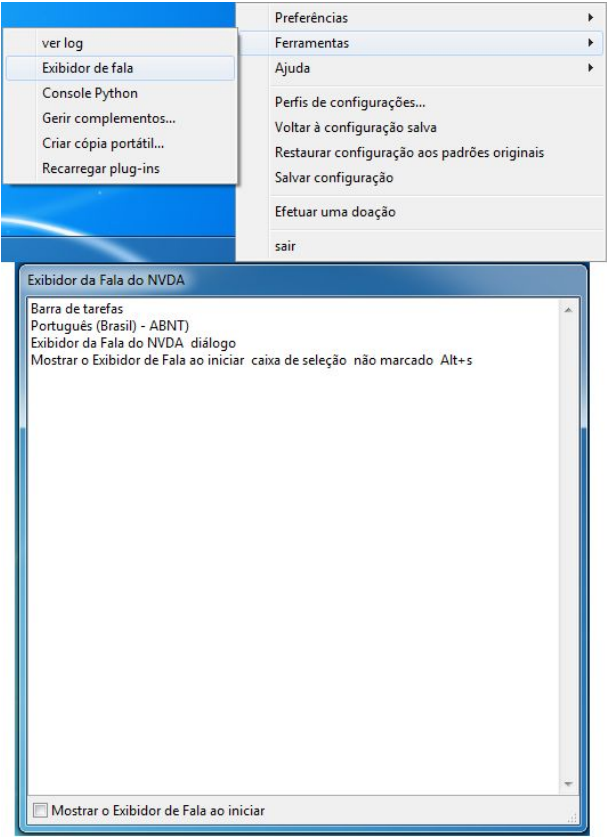 Preferências
Ferramentas
Ajuda
Perfis de configurações...
Voltar à configuração salva
Restaurar configuração aos padrões originais
Salvar configuração
Efetuar uma doação
sair
ver log
Exibidor de fala
Console Python
Gerir complementos...
Criar cópia portátil...
Recarregar plug-ins
Exibidor da Fala do NVDA
Barra de tarefas
Português (Brasil) - ABNT)
Exibidor da Fala do NVDA  diálogo
Mostrar o Exibidor de Fala ao iniciar  caixa de seleção  não marcado  Alt+s
Mostrar o Exibidor de Fala ao iniciar